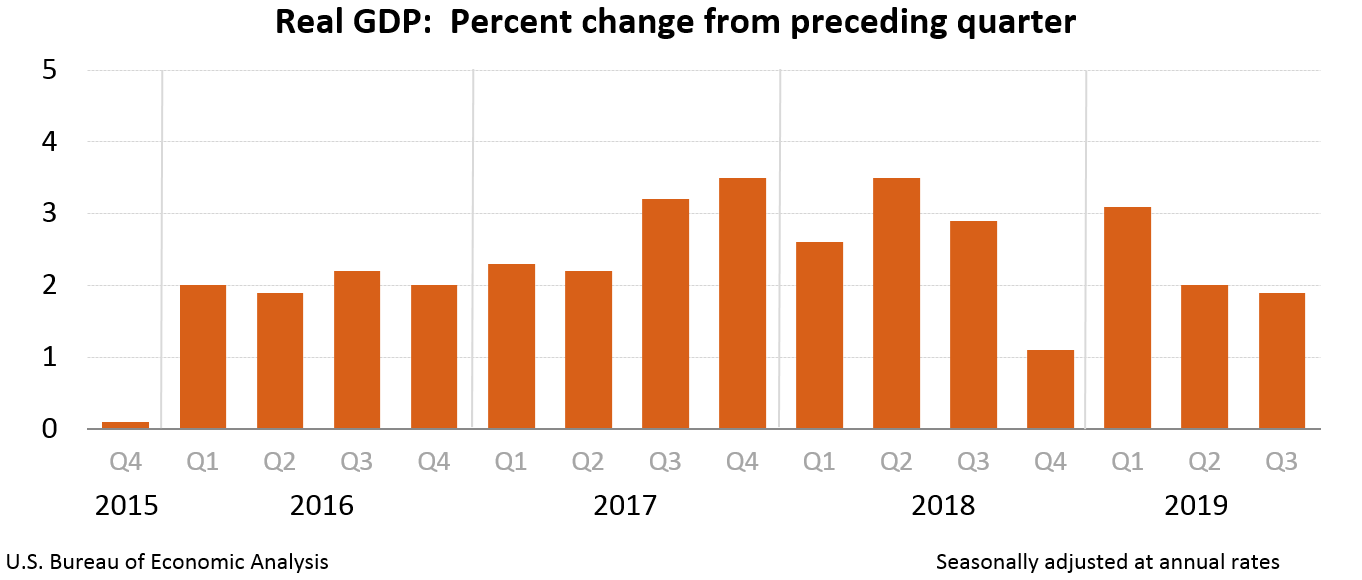 Real GDP:  Percent change from preceding quarter
5
4
3
2
1
0
Q4 Q1 Q2 Q3 Q4 Q1 Q2 Q3 Q4 Q1 Q2 Q3 Q4 Q1 Q2 Q3
2015 2016 2017 2018 2019
U.S. Bureau of Economic Analysis Seasonally adjusted at annual rates